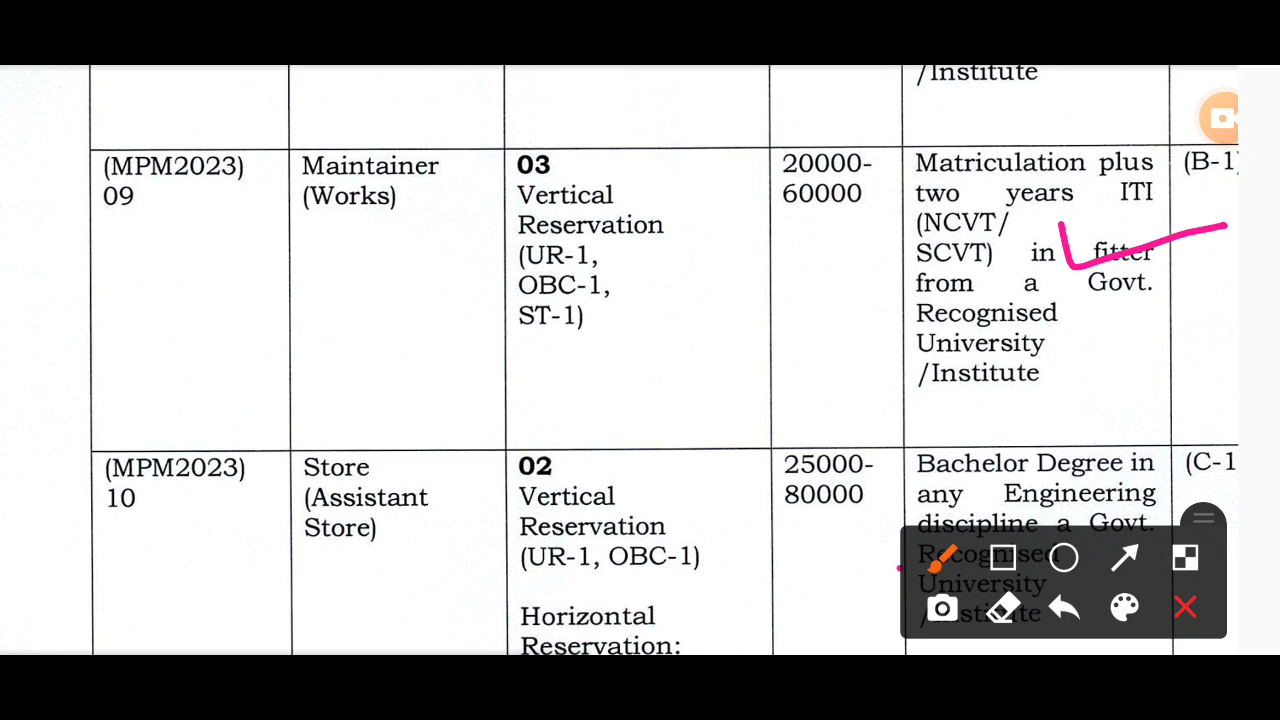 /Institute
(MPM2023)
09
Maintainer
(Works)
03
Vertical
Reservation
(UR-1,
OBC-1,
ST-1)
20000-
60000
Matriculation plus
two years ITI
(NCVT/
SCVT) in fitter
from a Govt.
Recognised
University
/Institute
(B-1)
(MPM2023)
10
Store
(Assistant
Store)
02
Vertical
Reservation
(UR-1, OBC-1)
Horizontal
Reservation:
25000-
80000
Bachelor Degree in
any Engineering
discipline a Govt.
Recognised
University
/Institute
(C-1